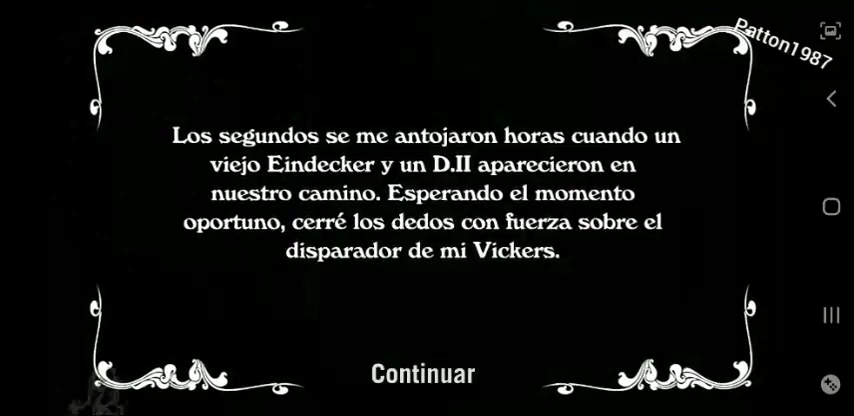 Patton1987
Los segundos se me antojaron horas cuando un
viejo Eindecker y un D.II aparecieron en
nuestro camino. Esperando el momento
oportuno, cerré los dedos con fuerza sobre el
disparador de mi Vickers.
Continuar